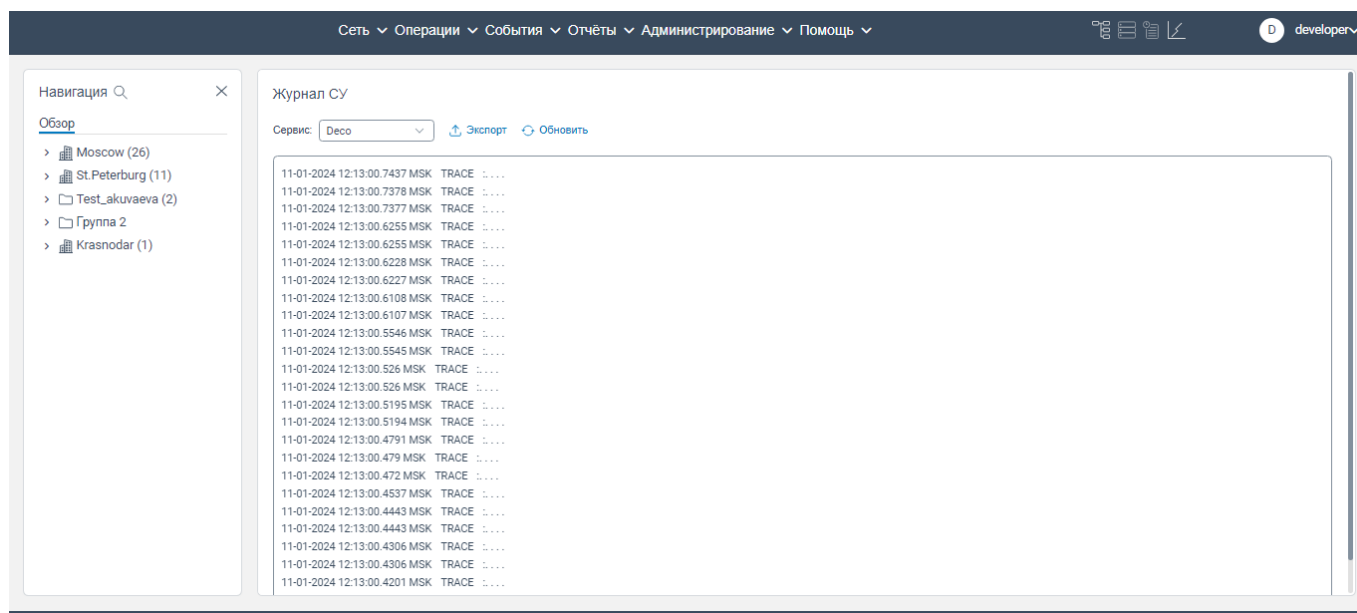 Сеть Операции События Отчёты Администрирование Помощь D developer
Навигация
Обзор
Moscow (26)
St.Peterburg (11)
Test_akuvaeva (2)
Группа 2
Krasnodar (1)
Журнал СУ
Сервис: Deco Экспорт Обновить
11-01-2024 12:13:00.7437 MSK TRACE :. . . .
11-01-2024 12:13:00.7378 MSK TRACE :. . . .
11-01-2024 12:13:00.7377 MSK TRACE :. . . .
11-01-2024 12:13:00.6255 MSK TRACE :. . . .
11-01-2024 12:13:00.6255 MSK TRACE :. . . .
11-01-2024 12:13:00.6228 MSK TRACE :. . . .
11-01-2024 12:13:00.6227 MSK TRACE :. . . .
11-01-2024 12:13:00.6108 MSK TRACE :. . . .
11-01-2024 12:13:00.6107 MSK TRACE :. . . .
11-01-2024 12:13:00.5546 MSK TRACE :. . . .
11-01-2024 12:13:00.5545 MSK TRACE :. . . .
11-01-2024 12:13:00.526 MSK TRACE :. . . .
11-01-2024 12:13:00.526 MSK TRACE :. . . .
11-01-2024 12:13:00.5195 MSK TRACE :. . . .
11-01-2024 12:13:00.5194 MSK TRACE :. . . .
11-01-2024 12:13:00.4791 MSK TRACE :. . . .
11-01-2024 12:13:00.479 MSK TRACE :. . . .
11-01-2024 12:13:00.472 MSK TRACE :. . . .
11-01-2024 12:13:00.4537 MSK TRACE :. . . .
11-01-2024 12:13:00.4443 MSK TRACE :. . . .
11-01-2024 12:13:00.4443 MSK TRACE :. . . .
11-01-2024 12:13:00.4306 MSK TRACE :. . . .
11-01-2024 12:13:00.4306 MSK TRACE :. . . .
11-01-2024 12:13:00.4201 MSK TRACE :. . . .